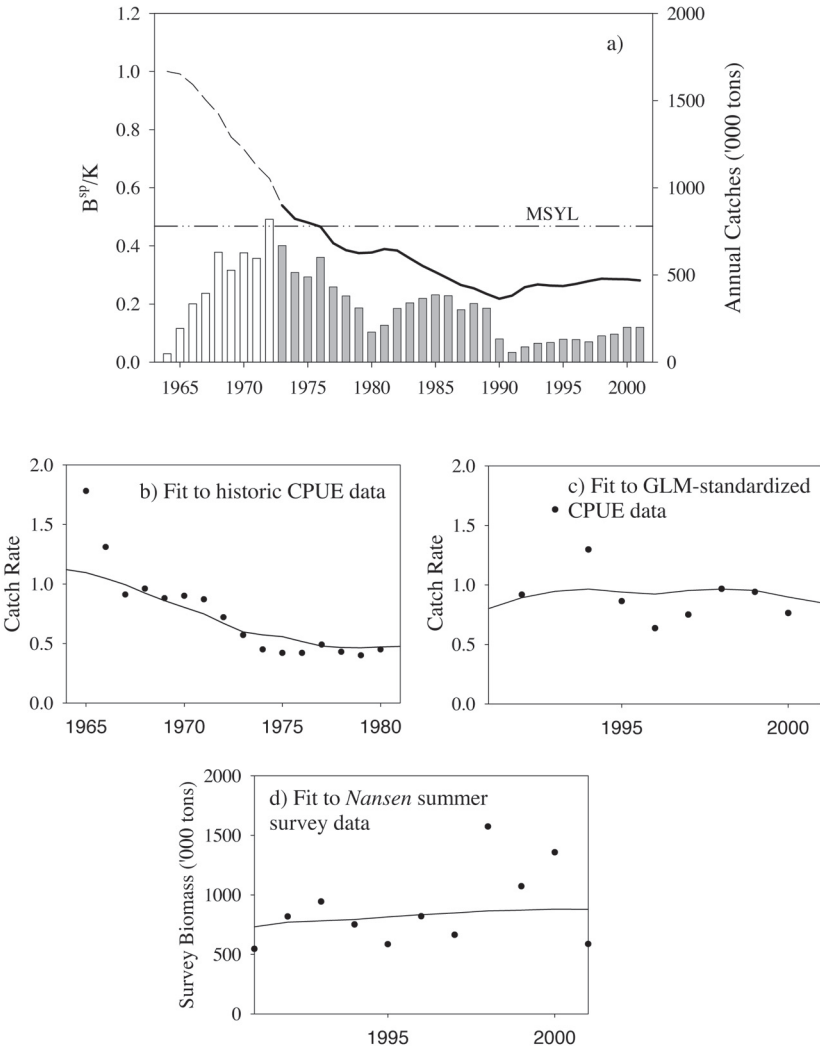 a)
1.2
1.0
0.8
0.6
0.4
0.2
0.0
Bsp/K
2000
1500
1000
500
0
Annual Catches ('000 tons)
MSYL
1965 1970 1975 1980 1985 1990 1995 2000
b) Fit to historic CPUE data
2.0
1.5
1.0
0.5
0.0
Catch Rate
1965 1970 1975 1980
c) Fit to GLM-standardized
CPUE data
2.0
1.5
1.0
0.5
0.0
Catch Rate
1995 2000
d) Fit to Nansen summer
survey data
2000
1500
1000
500
0
Survey Biomass ('000 tons)
1995 2000